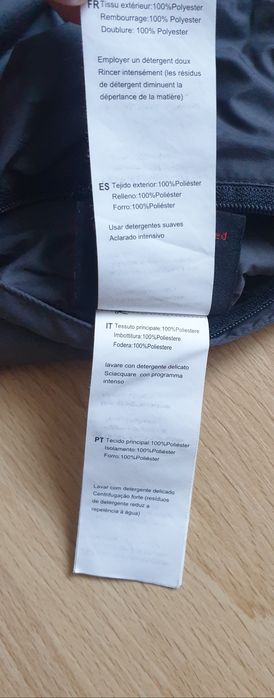 FR Tissu extérieur:100%Polyester
Rembourrage:100% Polyester
Doublure: 100% Polyester
Employer un détergent doux
Rincer intensément (les résidus
de détergent diminuent la
déperlance de la matière)
ES Tejido exterior:100%Poliéster
Relleno:100%Poliéster
Forro:100%Poliéster
Usar detergentes suaves
Aclarado intensivo
ed
IT Tessuto principale:100%Poliestere
Imbottitura:100%Poliestere
Fodera:100%Poliestere
lavare con detergente delicato
Sciacquare con programma
intenso
PT Tecido principal:100%Poliéster
Isolamento:100%Poliéster
Forro:100%Poliéster
Lavar com detergente delicado
Centrifugação forte (resíduos
de detergente reduz a
repelência à água)